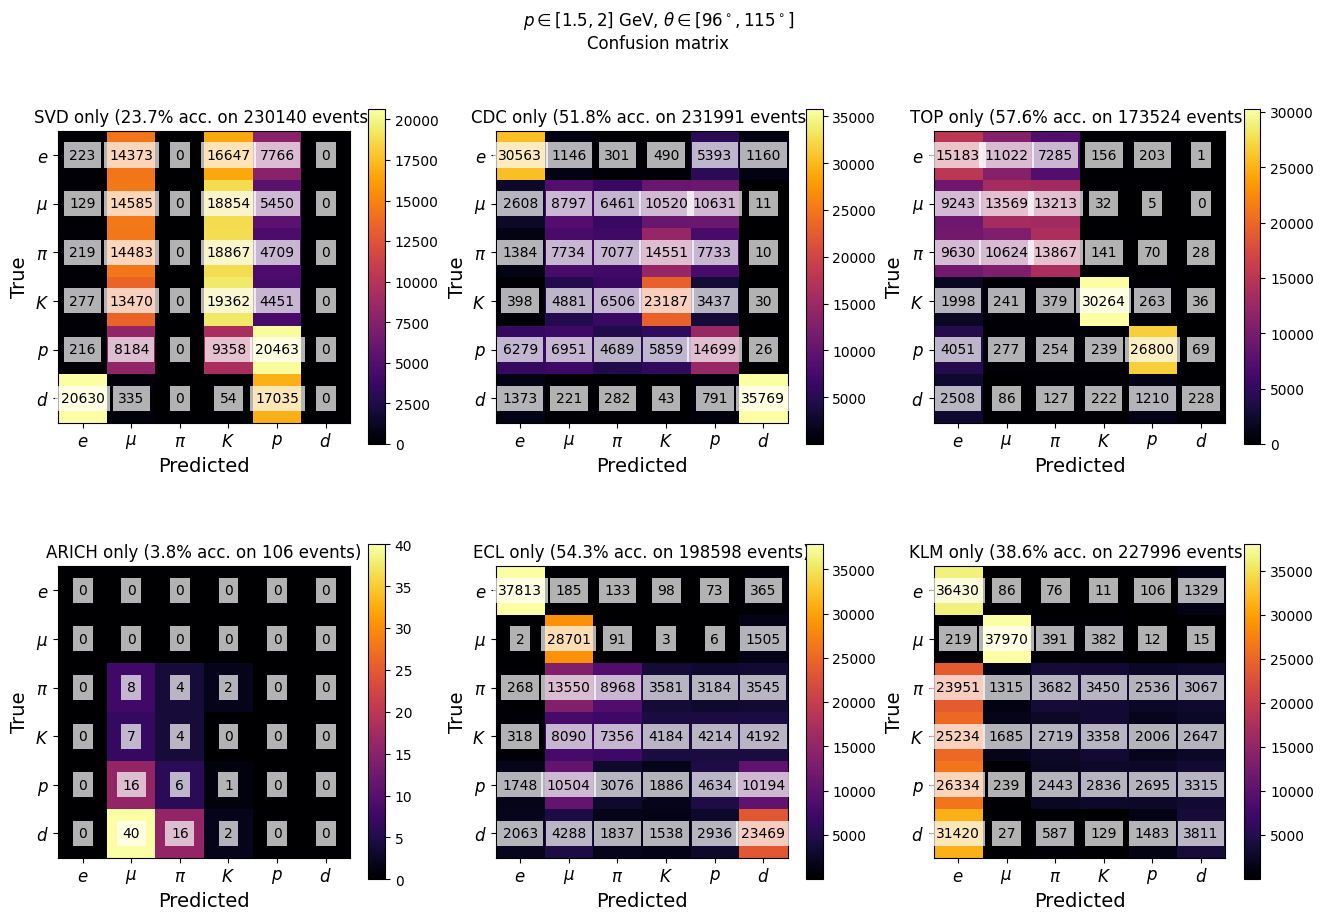 p ∈ [1.5, 2] GeV, θ ∈ [96°, 115°]
Confusion matrix
SVD only (23.7% acc. on 230140 events
True
e 223 14373 0 16647 7766 0
μ 129 14585 0 18854 5450 0
π 219 14483 0 18867 4709 0
K 277 13470 0 19362 4451 0
p 216 8184 0 9358 20463 0
d 20630 335 0 54 17035 0
e μ π K p d
Predicted
20000
17500
15000
12500
10000
7500
5000
2500
0
CDC only (51.8% acc. on 231991 events
True
e 30563 1146 301 490 5393 1160
μ 2608 8797 6461 10520 10631 11
π 1384 7734 7077 14551 7733 10
K 398 4881 6506 23187 3437 30
p 6279 6951 4689 5859 14699 26
d 1373 221 282 43 791 35769
e μ π K p d
Predicted
35000
30000
25000
20000
15000
10000
5000
TOP only (57.6% acc. on 173524 events
True
e 15183 11022 7285 156 203 1
μ 9243 13569 13213 32 5 0
π 9630 10624 13867 141 70 28
K 1998 241 379 30264 263 36
p 4051 277 254 239 26800 69
d 2508 86 127 222 1210 228
e μ π K p d
Predicted
30000
25000
20000
15000
10000
5000
0
ARICH only (3.8% acc. on 106 events)
True
e 0 0 0 0 0 0
μ 0 0 0 0 0 0
π 0 8 4 2 0 0
K 0 7 4 0 0 0
p 0 16 6 1 0 0
d 0 40 16 2 0 0
e μ π K p d
Predicted
40
35
30
25
20
15
10
5
0
ECL only (54.3% acc. on 198598 events)
True
e 37813 185 133 98 73 365
μ 2 28701 91 3 6 1505
π 268 13550 8968 3581 3184 3545
K 318 8090 7356 4184 4214 4192
p 1748 10504 3076 1886 4634 10194
d 2063 4288 1837 1538 2936 23469
e μ π K p d
Predicted
35000
30000
25000
20000
15000
10000
5000
KLM only (38.6% acc. on 227996 events
True
e 36430 86 76 11 106 1329
μ 219 37970 391 382 12 15
π 23951 1315 3682 3450 2536 3067
K 25234 1685 2719 3358 2006 2647
p 26334 239 2443 2836 2695 3315
d 31420 27 587 129 1483 3811
e μ π K p d
Predicted
35000
30000
25000
20000
15000
10000
5000